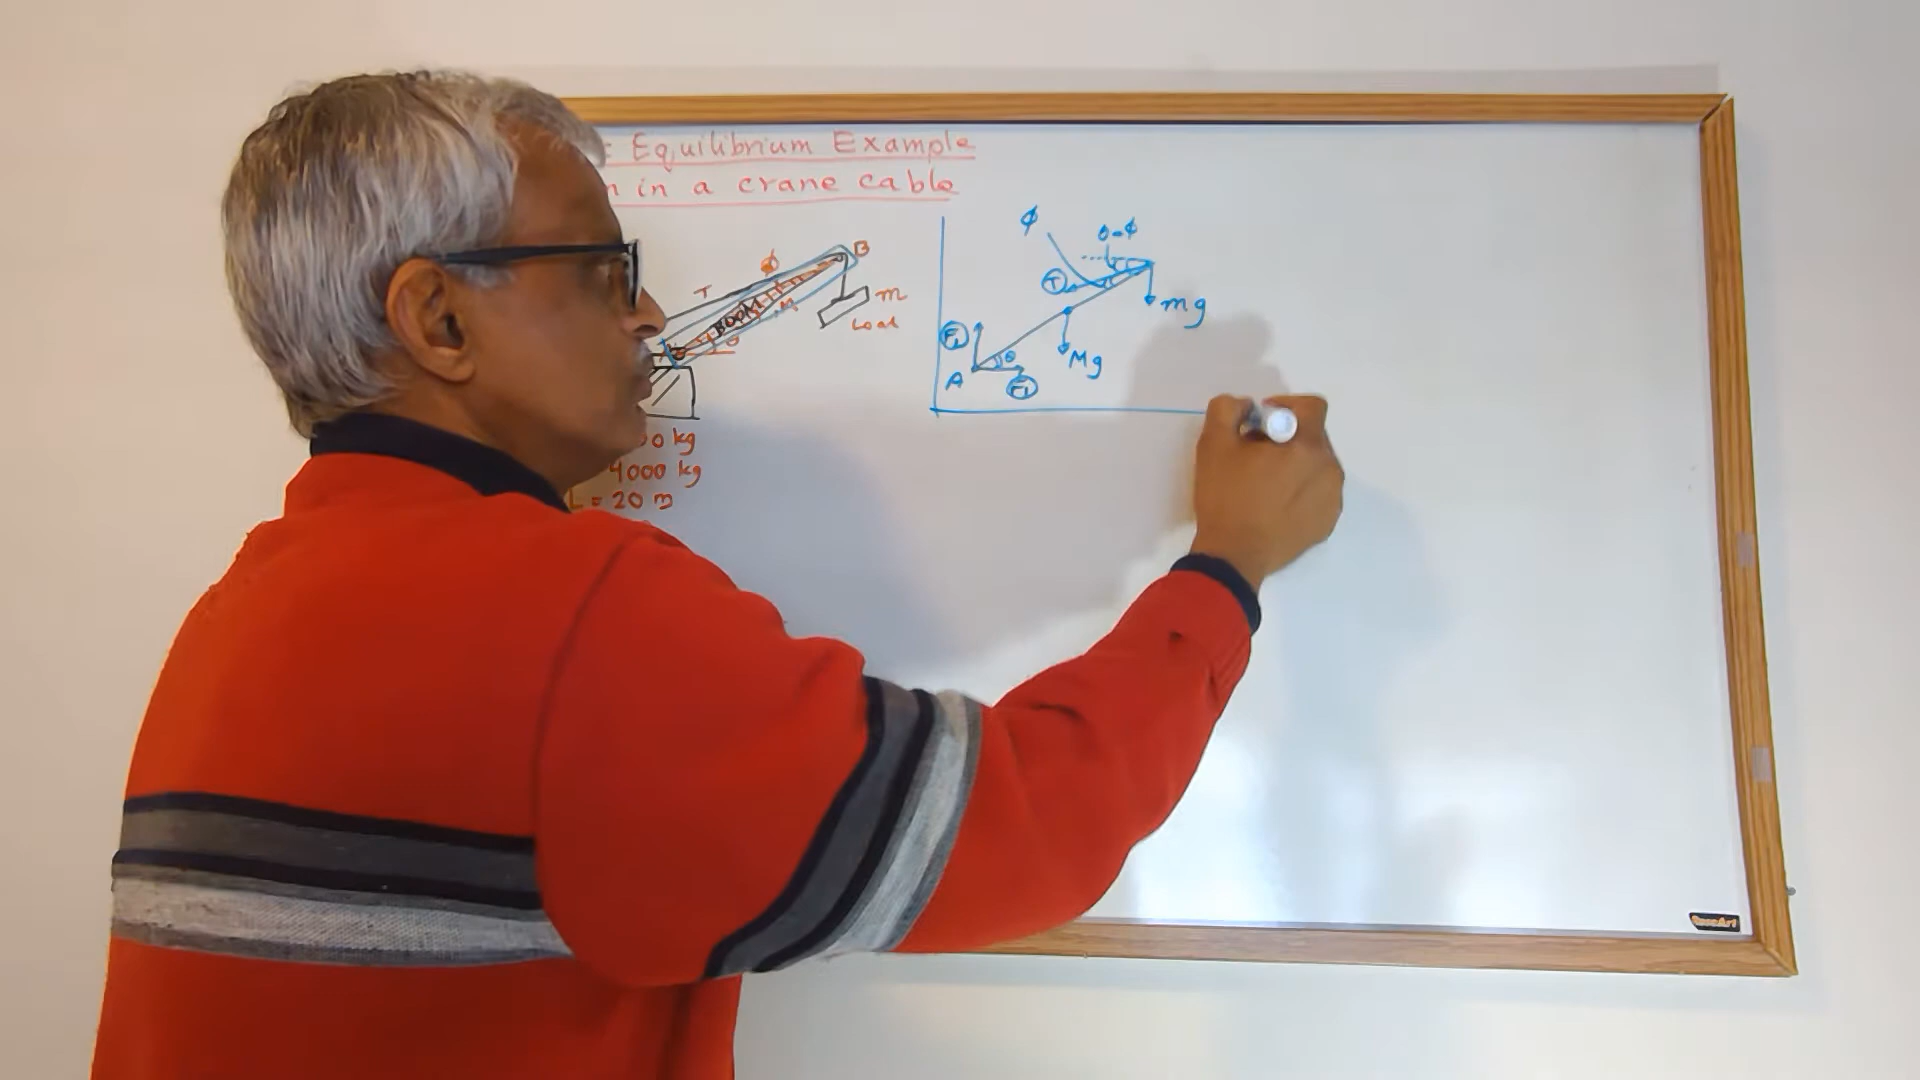 : Equilibrium Example
in a crane cable
ϕ
B
T
M
m
Load
θ
0 kg
4000 kg
L = 20 m
ϕ
θ-ϕ
T
mg
Mg
θ
A